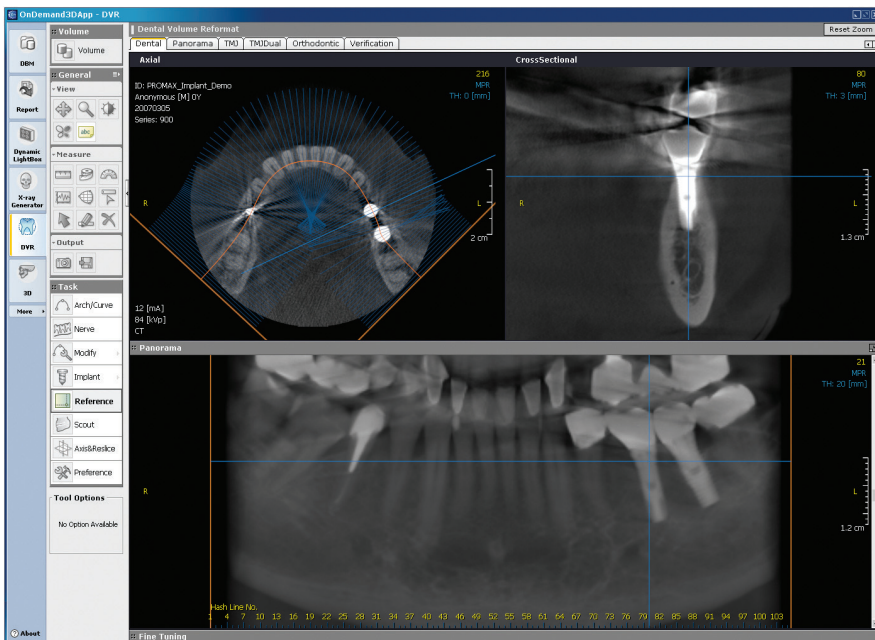 OnDemand3DApp - DVR
DBM
Report
Dynamic
LightBox
X-ray
Generator
DVR
3D
More
About
Volume
Volume
General
View
abc
Measure
Output
Task
Arch/Curve
Nerve
Modify
Implant
Reference
Scout
Axis&Reslice
Preference
Tool Options
No Option Available
Dental Volume Reformat
Reset Zoom
Dental Panorama TMJ TMJDual Orthodontic Verification
Axial
216
MPR
TH: 0 [mm]
ID: PROMAX_Implant_Demo
Anonymous [M] 0Y
20070305
Series: 900
R
L
2 cm
12 [mA]
84 [kVp]
CT
CrossSectional
80
MPR
TH: 3 [mm]
R
L
1.3 cm
Panorama
21
MPR
TH: 20 [mm]
R
L
1.2 cm
Hash Line No.
1 4 7 10 13 16 19 22 25 28 31 34 37 40 43 46 49 52 55 58 61 64 67 70 73 76 79 82 85 88 91 94 97 100 103
Fine Tuning